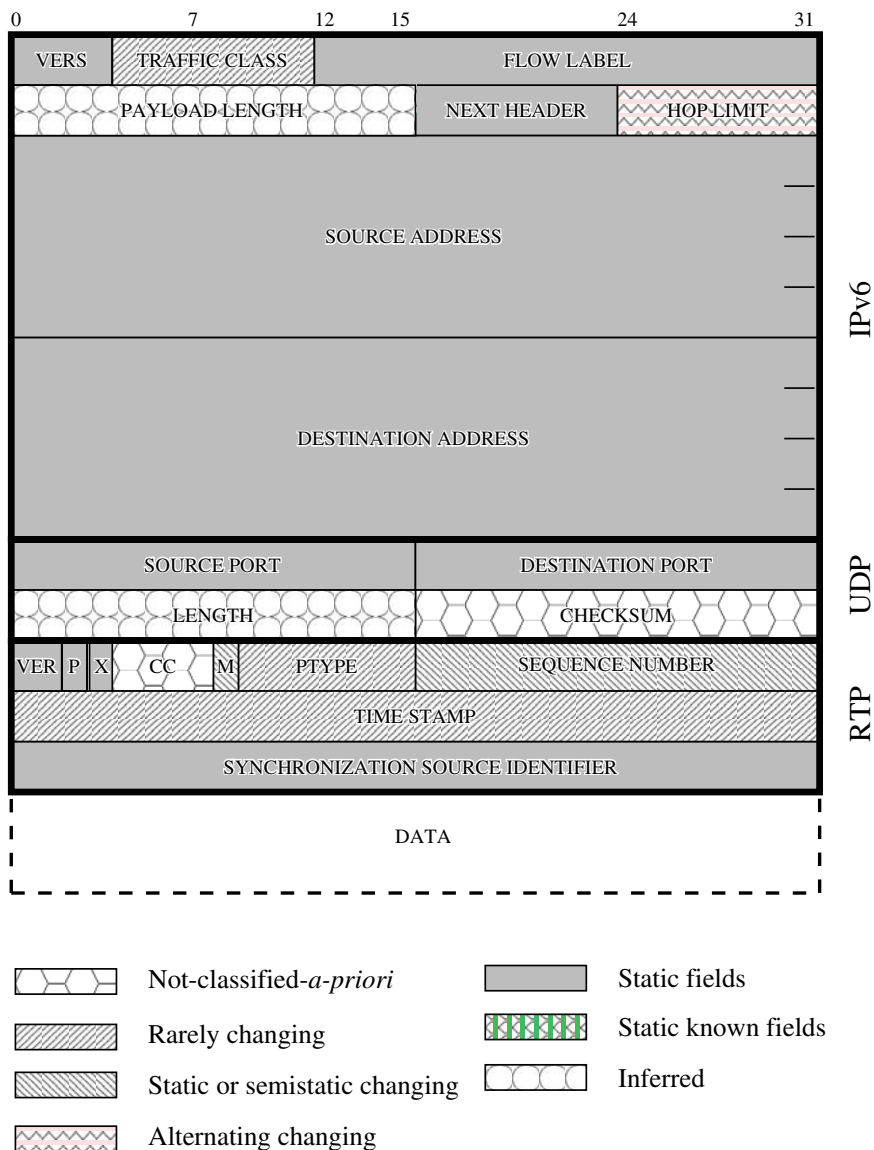 0 7 12 15 24 31
VERS TRAFFIC CLASS FLOW LABEL
PAYLOAD LENGTH NEXT HEADER HOP LIMIT
SOURCE ADDRESS
IPv6
DESTINATION ADDRESS
SOURCE PORT DESTINATION PORT
UDP
LENGTH CHECKSUM
VER P X CC M PTYPE SEQUENCE NUMBER
RTP
TIME STAMP
SYNCHRONIZATION SOURCE IDENTIFIER
DATA
Not-classified-a-priori
Rarely changing
Static or semistatic changing
Alternating changing
Static fields
Static known fields
Inferred